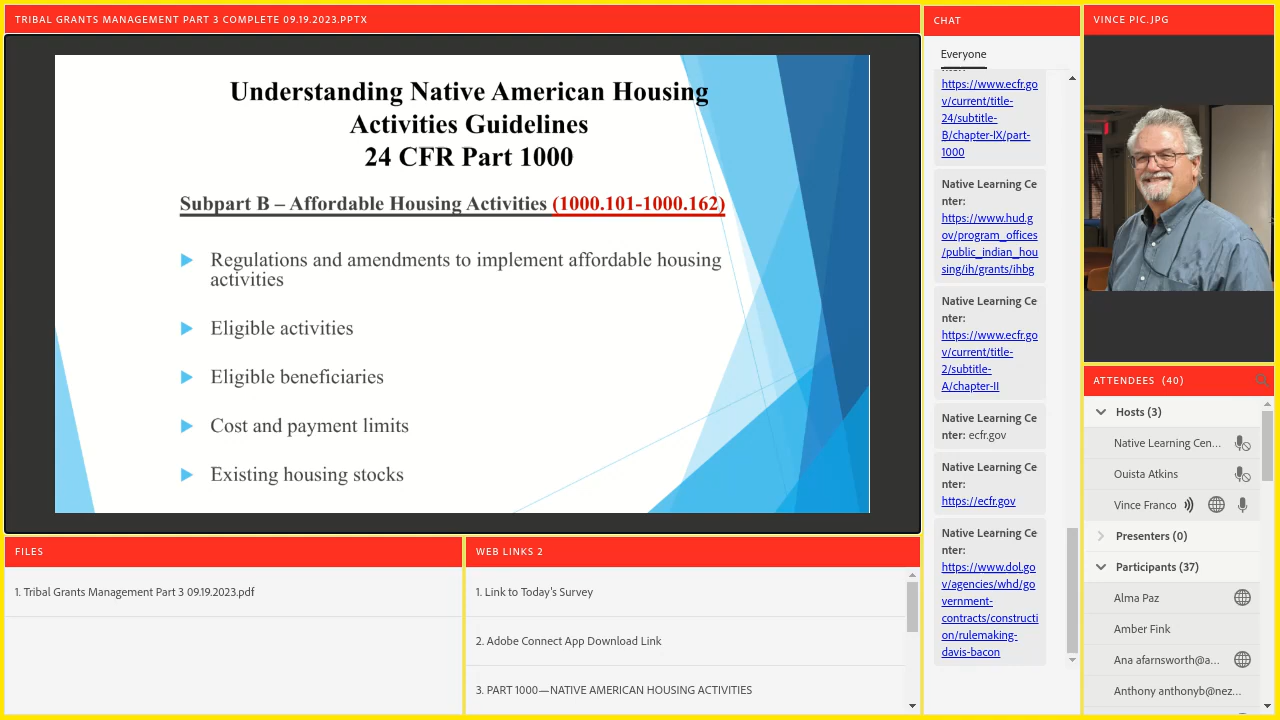 TRIBAL GRANTS MANAGEMENT PART 3 COMPLETE 09.19.2023.PPTX
Understanding Native American Housing
Activities Guidelines
24 CFR Part 1000
Subpart B – Affordable Housing Activities (1000.101-1000.162)
Regulations and amendments to implement affordable housing
activities
Eligible activities
Eligible beneficiaries
Cost and payment limits
Existing housing stocks
FILES
1. Tribal Grants Management Part 3 09.19.2023.pdf
WEB LINKS 2
1. Link to Today's Survey
2. Adobe Connect App Download Link
3. PART 1000—NATIVE AMERICAN HOUSING ACTIVITIES
CHAT
Everyone
https://www.ecfr.go
v/current/title-
24/subtitle-
B/chapter-IX/part-
1000
Native Learning Ce
nter:
https://www.hud.g
ov/program_offices
/public_indian_hou
sing/ih/grants/ihbg
Native Learning Ce
nter:
https://www.ecfr.go
v/current/title-
2/subtitle-
A/chapter-II
Native Learning Ce
nter: ecfr.gov
Native Learning Ce
nter:
https://ecfr.gov
Native Learning Ce
nter:
https://www.dol.go
v/agencies/whd/go
vernment-
contracts/constructi
on/rulemaking-
davis-bacon
VINCE PIC.JPG
ATTENDEES (40)
Hosts (3)
Native Learning Cen...
Ouista Atkins
Vince Franco
Presenters (0)
Participants (37)
Alma Paz
Amber Fink
Ana afarnsworth@a...
Anthony anthonyb@nez...